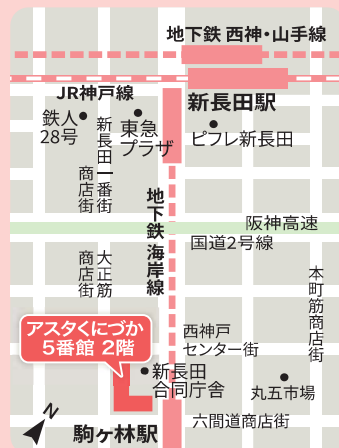 地下鉄 西神・山手線
JR神戸線
新長田駅
鉄人
28号
東急
プラザ
ピフレ新長田
新長田一番街
商店街
地下鉄 海岸線
阪神高速
国道2号線
大正筋
商店街
本町筋商店街
アスタくにづか
5番館 2階
西神戸
センター街
新長田
合同庁舎
丸五市場
六間道商店街
駒ヶ林駅
N